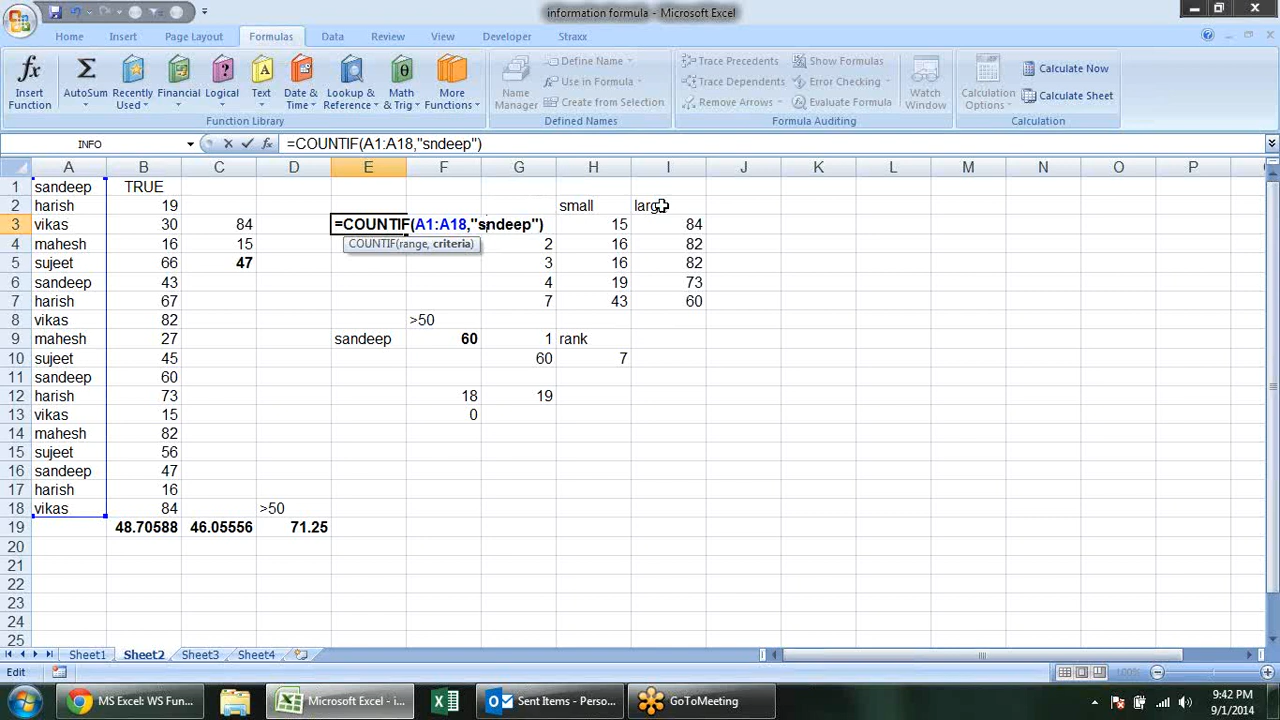 information formula - Microsoft Excel
Home Insert Page Layout Formulas Data Review View Developer Straxx
Insert Function
AutoSum
Recently Used
Financial
Logical
Text
Date & Time
Lookup & Reference
Math & Trig
More Functions
Function Library
Name Manager
Define Name
Use in Formula
Create from Selection
Defined Names
Trace Precedents
Trace Dependents
Remove Arrows
Show Formulas
Error Checking
Evaluate Formula
Formula Auditing
Watch Window
Calculation Options
Calculate Now
Calculate Sheet
Calculation
INFO =COUNTIF(A1:A18,"sndeep")
A B C D E F G H I J K L M N O P
1 sandeep TRUE
2 harish 19 small larg
3 vikas 30 84 =COUNTIF(A1:A18,"sndeep") 15 84
4 mahesh 16 15 COUNTIF(range, criteria) 2 16 82
5 sujeet 66 47 3 16 82
6 sandeep 43 4 19 73
7 harish 67 7 43 60
8 vikas 82 >50
9 mahesh 27 sandeep 60 1 rank
10 sujeet 45 60 7
11 sandeep 60
12 harish 73 18 19
13 vikas 15 0
14 mahesh 82
15 sujeet 56
16 sandeep 47
17 harish 16
18 vikas 84 >50
19 48.70588 46.05556 71.25
20
21
22
23
24
25
Sheet1 Sheet2 Sheet3 Sheet4
Edit 100%
MS Excel: WS Fun... Microsoft Excel - i... Sent Items - Perso... GoToMeeting
9:42 PM
9/1/2014